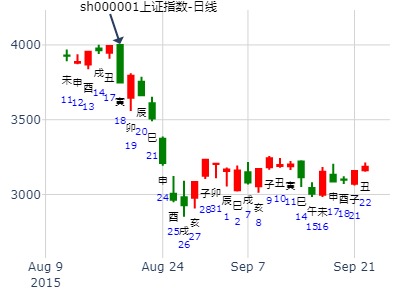 sh000001上证指数-日线
4000
3500
3000
未 申 酉 戌 丑 寅 卯 辰 巳
11 12 13 14 17 18 19 20 21
申 酉 戌 亥 子 卯 辰 巳 戌 亥 子 丑 寅 巳 午 未 申 酉 子 丑
24 25 26 27 28 31 1 2 7 8 9 10 11 14 15 16 17 18 21 22
Aug 9 Aug 24 Sep 7 Sep 21
2015